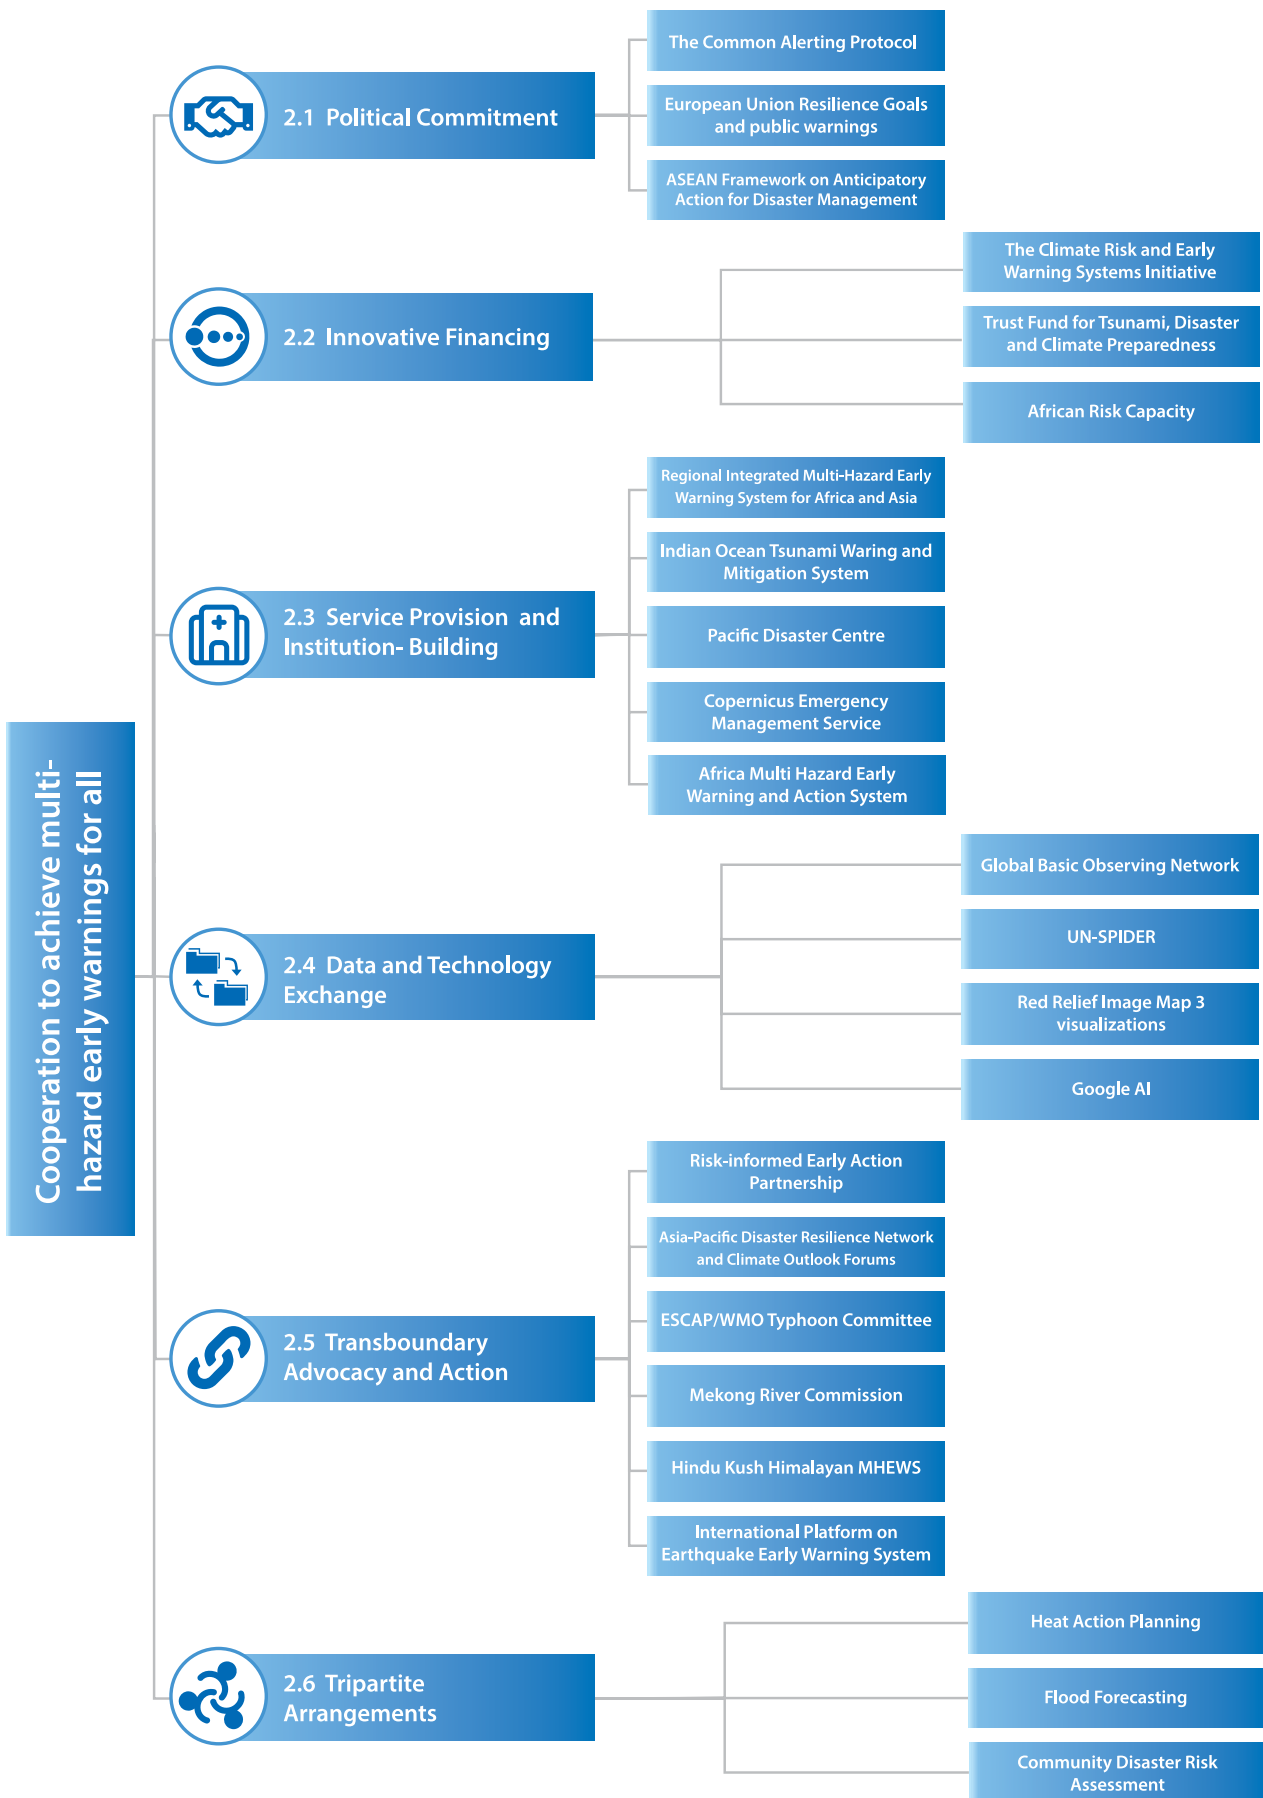 Cooperation to achieve multi-
hazard early warnings for all
2.1 Political Commitment
The Common Alerting Protocol
European Union Resilience Goals
and public warnings
ASEAN Framework on Anticipatory
Action for Disaster Management
2.2 Innovative Financing
The Climate Risk and Early
Warning Systems Initiative
Trust Fund for Tsunami, Disaster
and Climate Preparedness
African Risk Capacity
2.3 Service Provision and
Institution- Building
Regional Integrated Multi-Hazard Early
Warning System for Africa and Asia
Indian Ocean Tsunami Waring and
Mitigation System
Pacific Disaster Centre
Copernicus Emergency
Management Service
Africa Multi Hazard Early
Warning and Action System
2.4 Data and Technology
Exchange
Global Basic Observing Network
UN-SPIDER
Red Relief Image Map 3
visualizations
Google AI
2.5 Transboundary
Advocacy and Action
Risk-informed Early Action
Partnership
Asia-Pacific Disaster Resilience Network
and Climate Outlook Forums
ESCAP/WMO Typhoon Committee
Mekong River Commission
Hindu Kush Himalayan MHEWS
International Platform on
Earthquake Early Warning System
2.6 Tripartite
Arrangements
Heat Action Planning
Flood Forecasting
Community Disaster Risk
Assessment